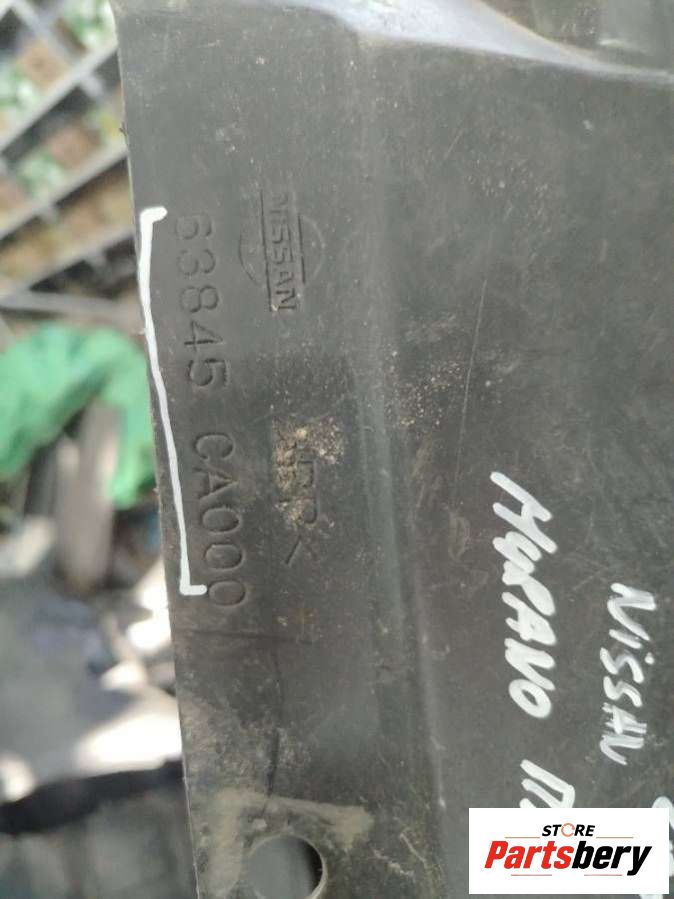 NISSAN
63845 CA000
NISSAN
MURANO
STORE
Partsbery